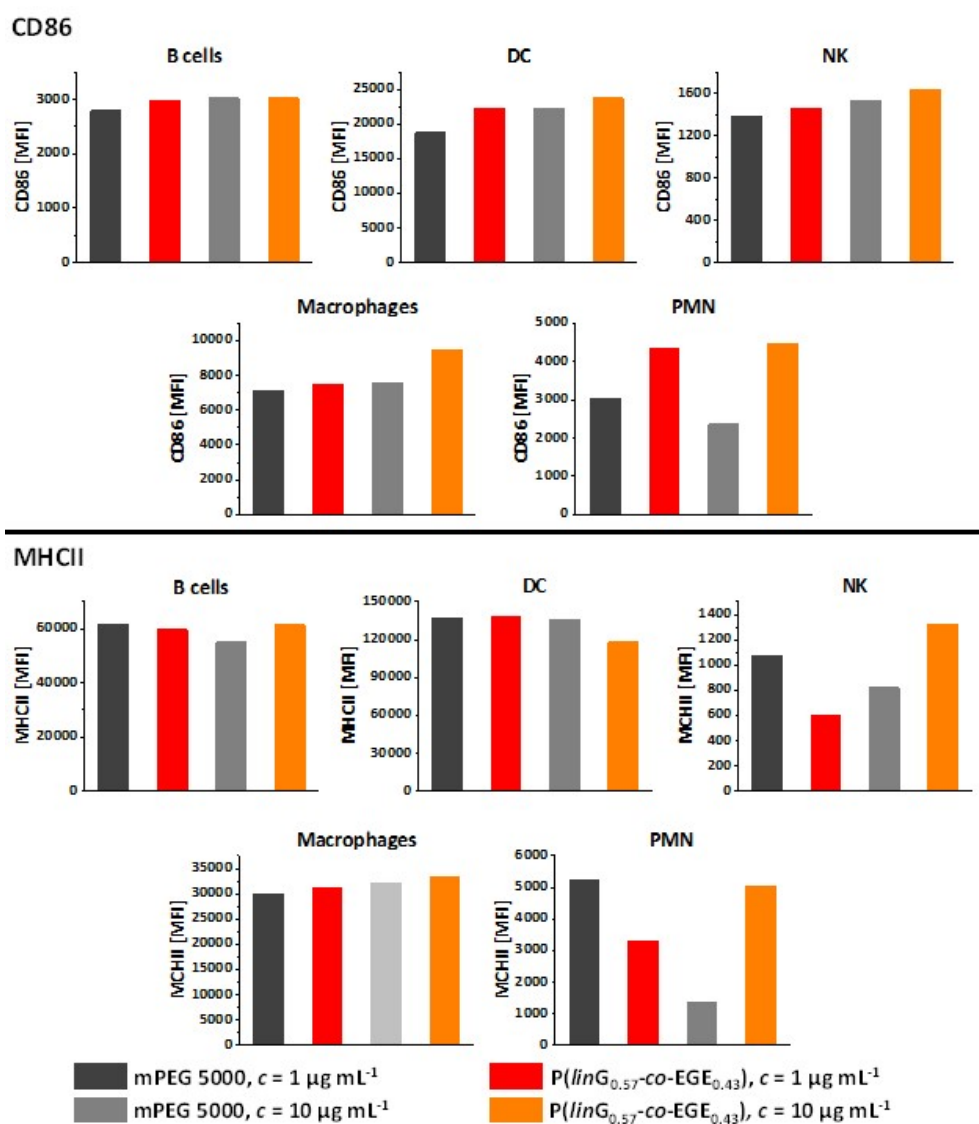 CD86
B cells
CD86 [MFI]
3000
2000
1000
0
DC
CD86 [MFI]
25000
20000
15000
10000
5000
0
NK
CD86 [MFI]
1600
1200
800
400
0
Macrophages
CD86 [MFI]
10000
8000
6000
4000
2000
0
PMN
CD86 [MFI]
5000
4000
3000
2000
1000
0
MHCII
B cells
MHCII [MFI]
60000
40000
20000
0
DC
MHCII [MFI]
150000
120000
90000
60000
30000
0
NK
MCHII [MFI]
1400
1200
1000
800
600
400
200
0
Macrophages
MCHII [MFI]
35000
30000
25000
20000
15000
10000
5000
0
PMN
MCHII [MFI]
6000
5000
4000
3000
2000
1000
0
mPEG 5000, c = 1 µg mL⁻¹
P(linG₀.₅₇-co-EGE₀.₄₃), c = 1 µg mL⁻¹
mPEG 5000, c = 10 µg mL⁻¹
P(linG₀.₅₇-co-EGE₀.₄₃), c = 10 µg mL⁻¹